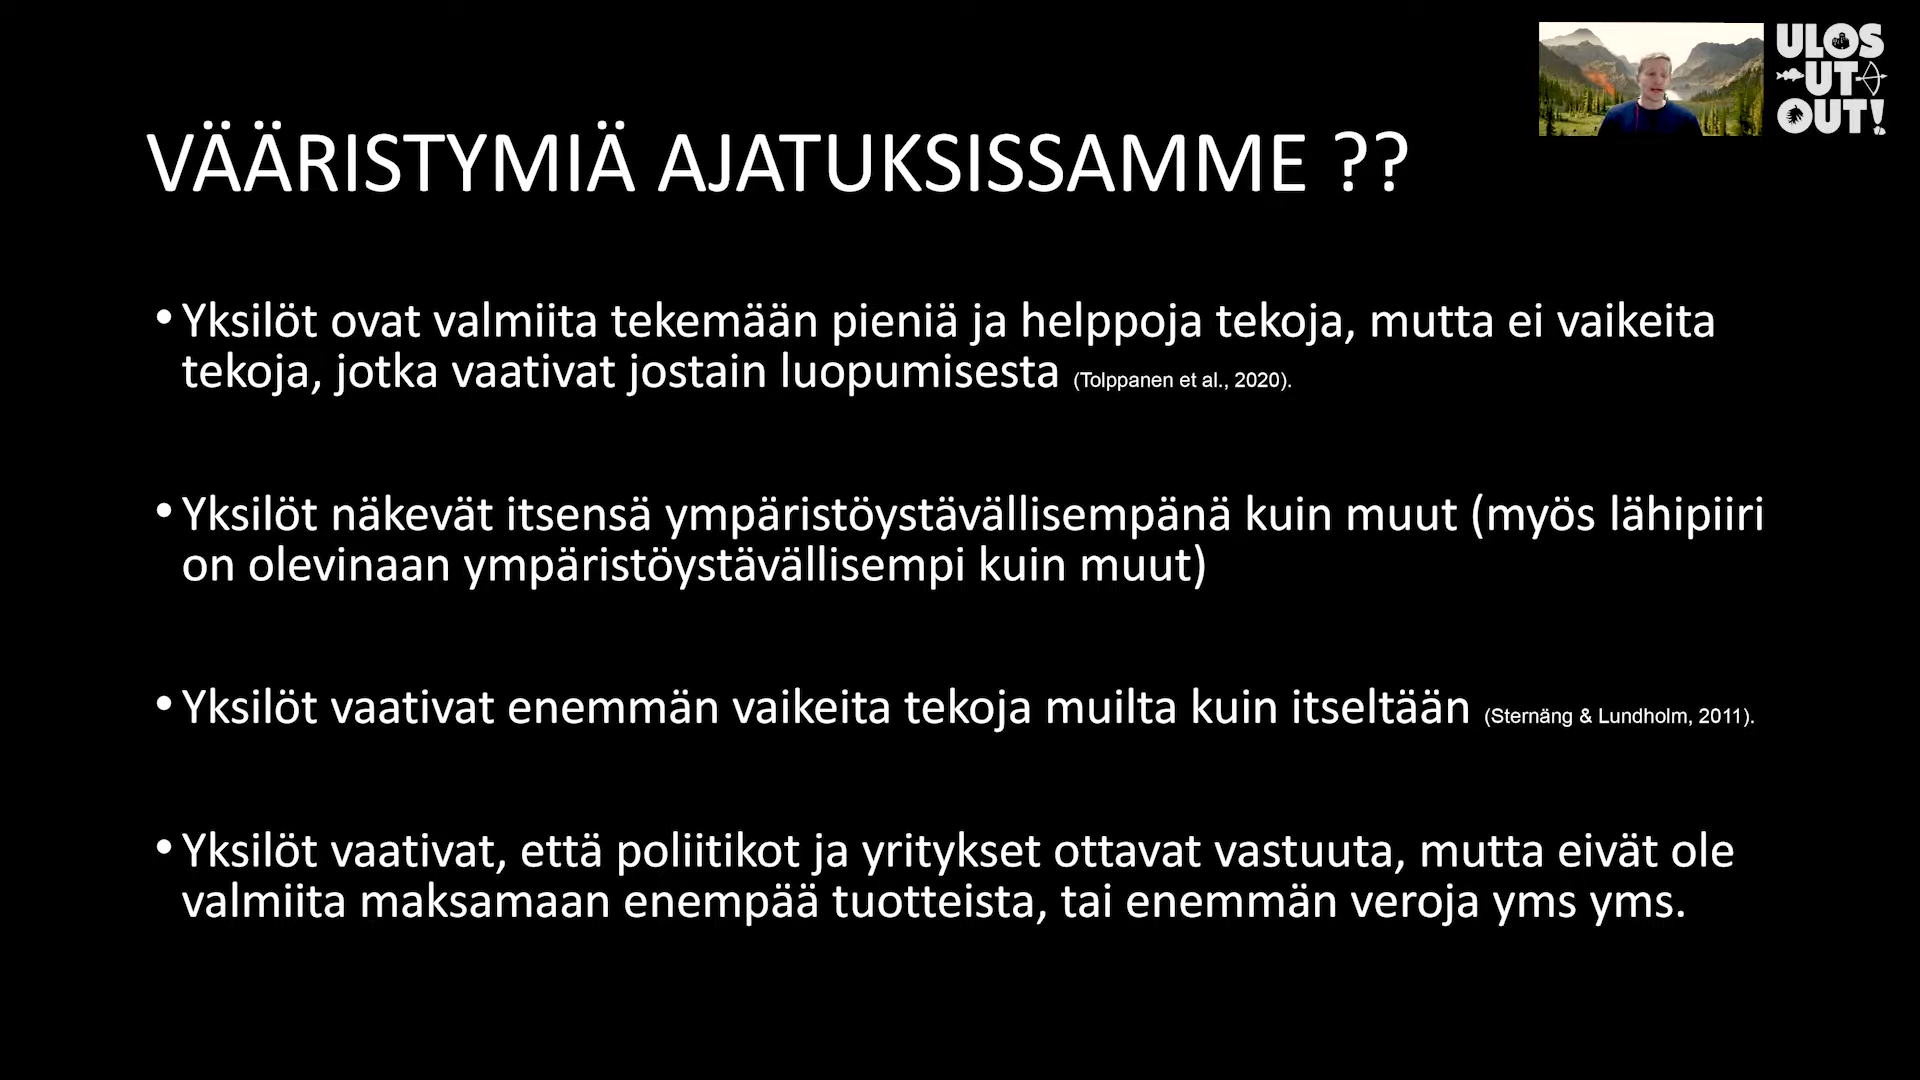 ULOS
UT
OUT!
VÄÄRISTYMIÄ AJATUKSISSAMME ??
• Yksilöt ovat valmiita tekemään pieniä ja helppoja tekoja, mutta ei vaikeita
tekoja, jotka vaativat jostain luopumisesta (Tolppanen et al., 2020).
• Yksilöt näkevät itsensä ympäristöystävällisempänä kuin muut (myös lähipiiri
on olevinaan ympäristöystävällisempi kuin muut)
• Yksilöt vaativat enemmän vaikeita tekoja muilta kuin itseltään (Sternäng & Lundholm, 2011).
• Yksilöt vaativat, että poliitikot ja yritykset ottavat vastuuta, mutta eivät ole
valmiita maksamaan enempää tuotteista, tai enemmän veroja yms yms.